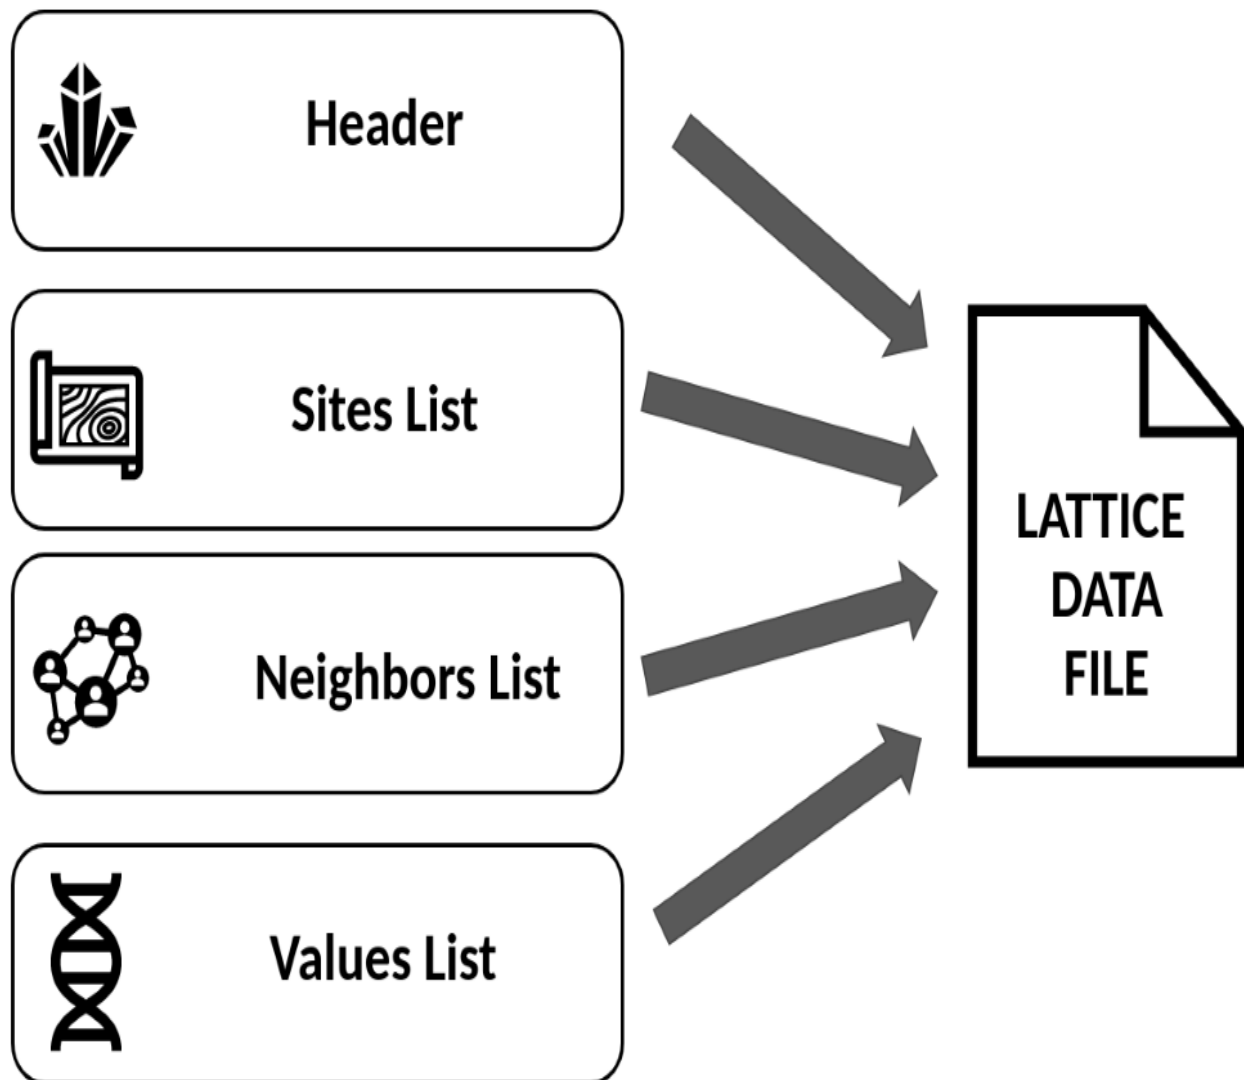 Header
Sites List
Neighbors List
Values List
LATTICE
DATA
FILE